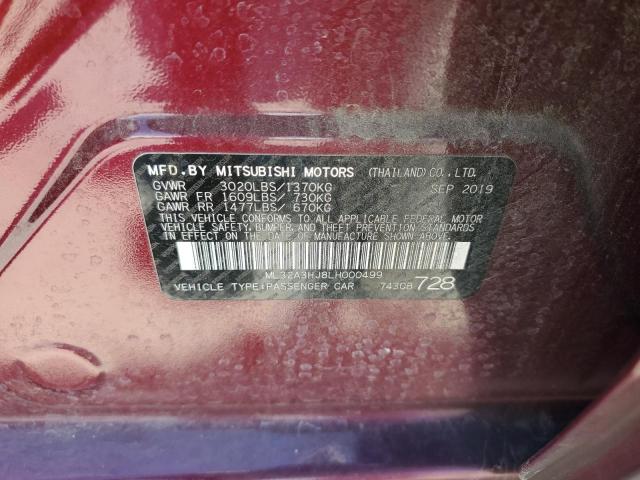 MFD.BY MITSUBISHI MOTORS (THAILAND)CO.,LTD.
GVWR 3020LBS/1370KG SEP 2019
GAWR FR 1609LBS/ 730KG
GAWR RR 1477LBS/ 670KG
THIS VEHICLE CONFORMS TO ALL APPLICABLE FEDERAL MOTOR
VEHICLE SAFETY,BUMPER,AND THEFT PREVENTION STANDARDS
IN EFFECT ON THE DATE OF MANUFACTURE SHOWN ABOVE.
ML32A3HJ8LH000499
VEHICLE TYPE:PASSENGER CAR 743G8 728